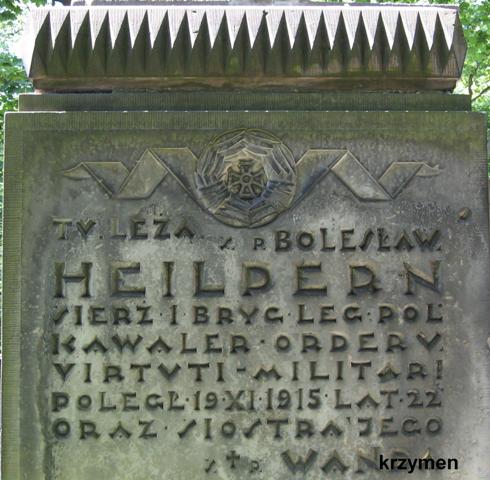 TV. LEŻA. Ś. P. BOLESŁAW.
HEILPERN
SIERŻ · I BRYG · LEG · POL
KAWALER · ORDERV
VIRTVTI - MILITARI
POLEGŁ · 19 · XI · 1915 · LAT · 22
ORAZ · SIOSTRA · JEGO
Ś † P. WANDA
krzymen